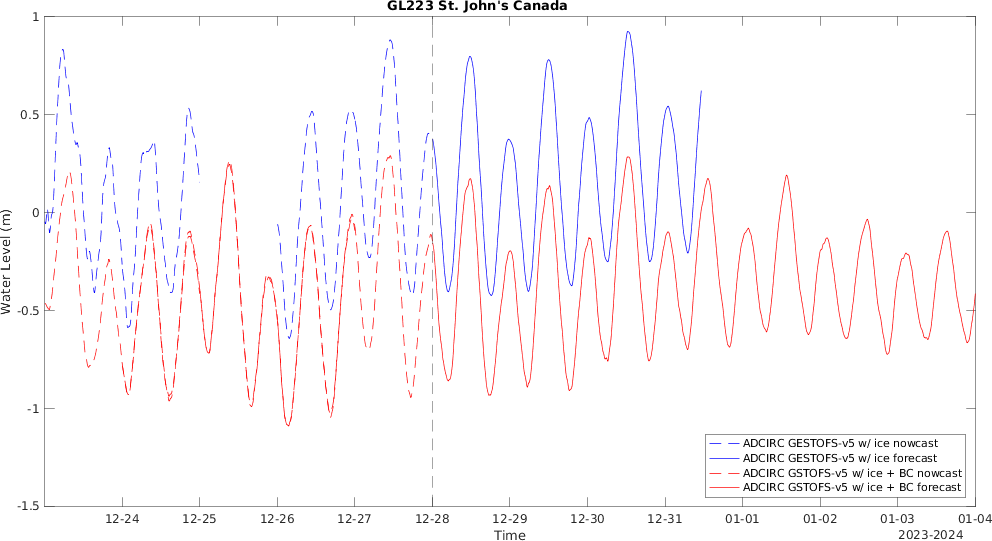 GL223 St. John's Canada
1
0.5
0
-0.5
-1
-1.5
Water Level (m)
ADCIRC GESTOFS-v5 w/ ice nowcast
ADCIRC GESTOFS-v5 w/ ice forecast
ADCIRC GSTOFS-v5 w/ ice + BC nowcast
ADCIRC GSTOFS-v5 w/ ice + BC forecast
12-24 12-25 12-26 12-27 12-28 12-29 12-30 12-31 01-01 01-02 01-03 01-04
Time
2023-2024